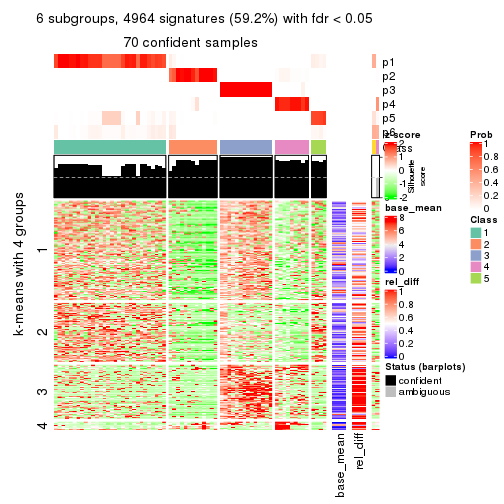 6 subgroups, 4964 signatures (59.2%) with fdr < 0.05
70 confident samples
p1
p2
p3
p4
p5
p6
Class
Silhouette
score
k-means with 4 groups
1
2
3
4
base_mean
rel_diff
z-score
2
1
0
-1
-2
base_mean
8
6
4
2
0
rel_diff
1
0.8
0.6
0.4
0.2
0
Status (barplots)
confident
ambiguous
Prob
1
0.8
0.6
0.4
0.2
0
Class
1
2
3
4
5